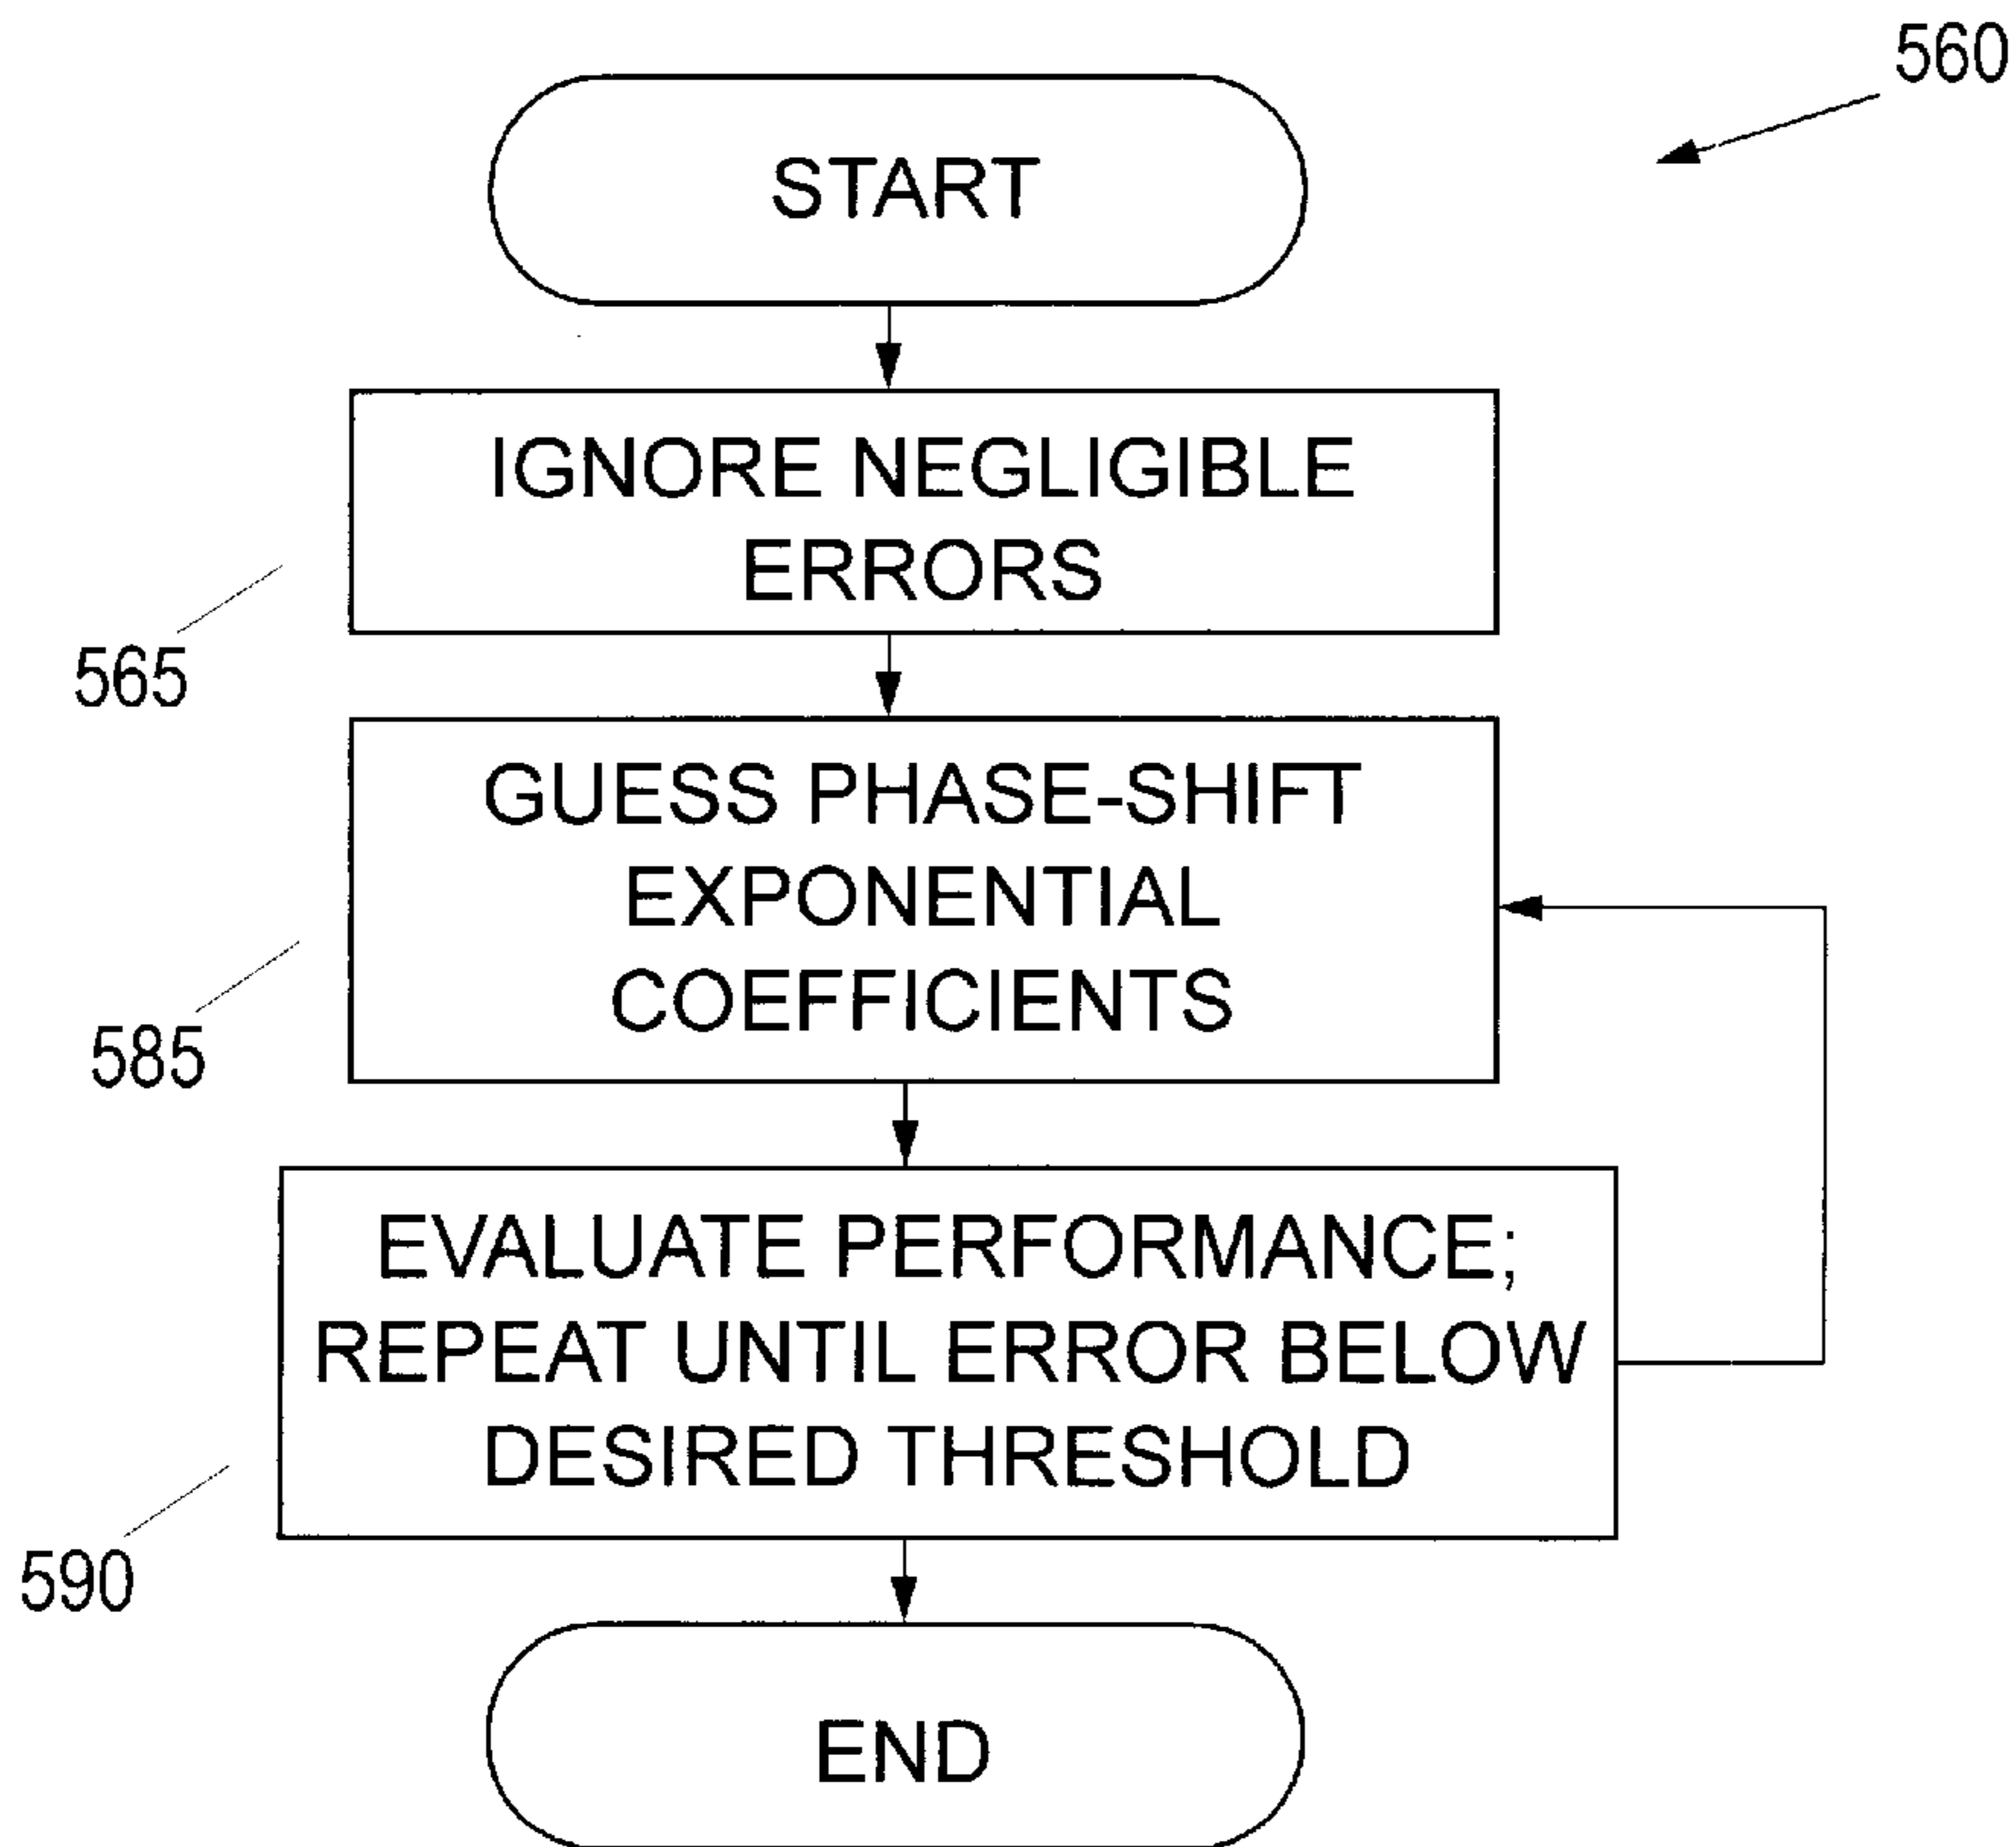 560
START
IGNORE NEGLIGIBLE
ERRORS
565
GUESS PHASE-SHIFT
EXPONENTIAL
COEFFICIENTS
585
EVALUATE PERFORMANCE;
REPEAT UNTIL ERROR BELOW
DESIRED THRESHOLD
590
END